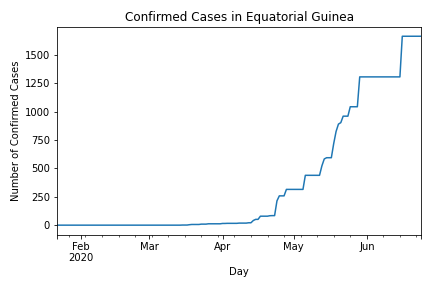 Confirmed Cases in Equatorial Guinea
Number of Confirmed Cases
1500
1250
1000
750
500
250
0
Feb Mar Apr May Jun
2020
Day